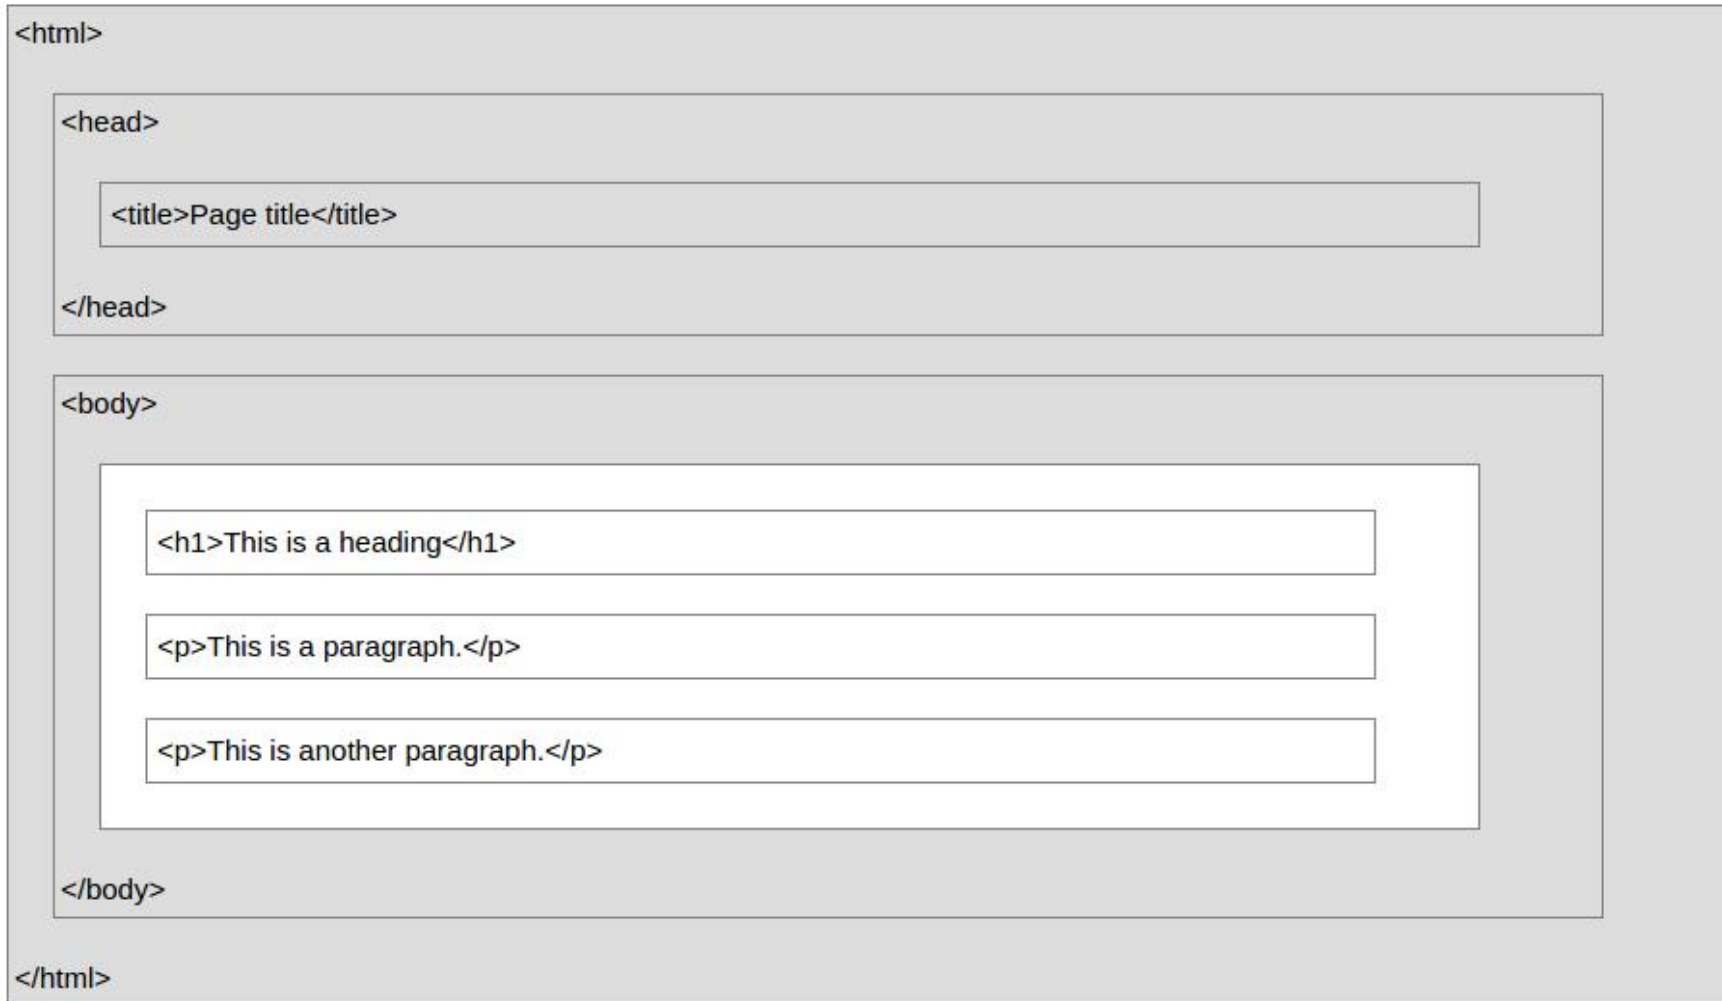 <html>
<head>
<title>Page title</title>
</head>
<body>
<h1>This is a heading</h1>
<p>This is a paragraph.</p>
<p>This is another paragraph.</p>
</body>
</html>